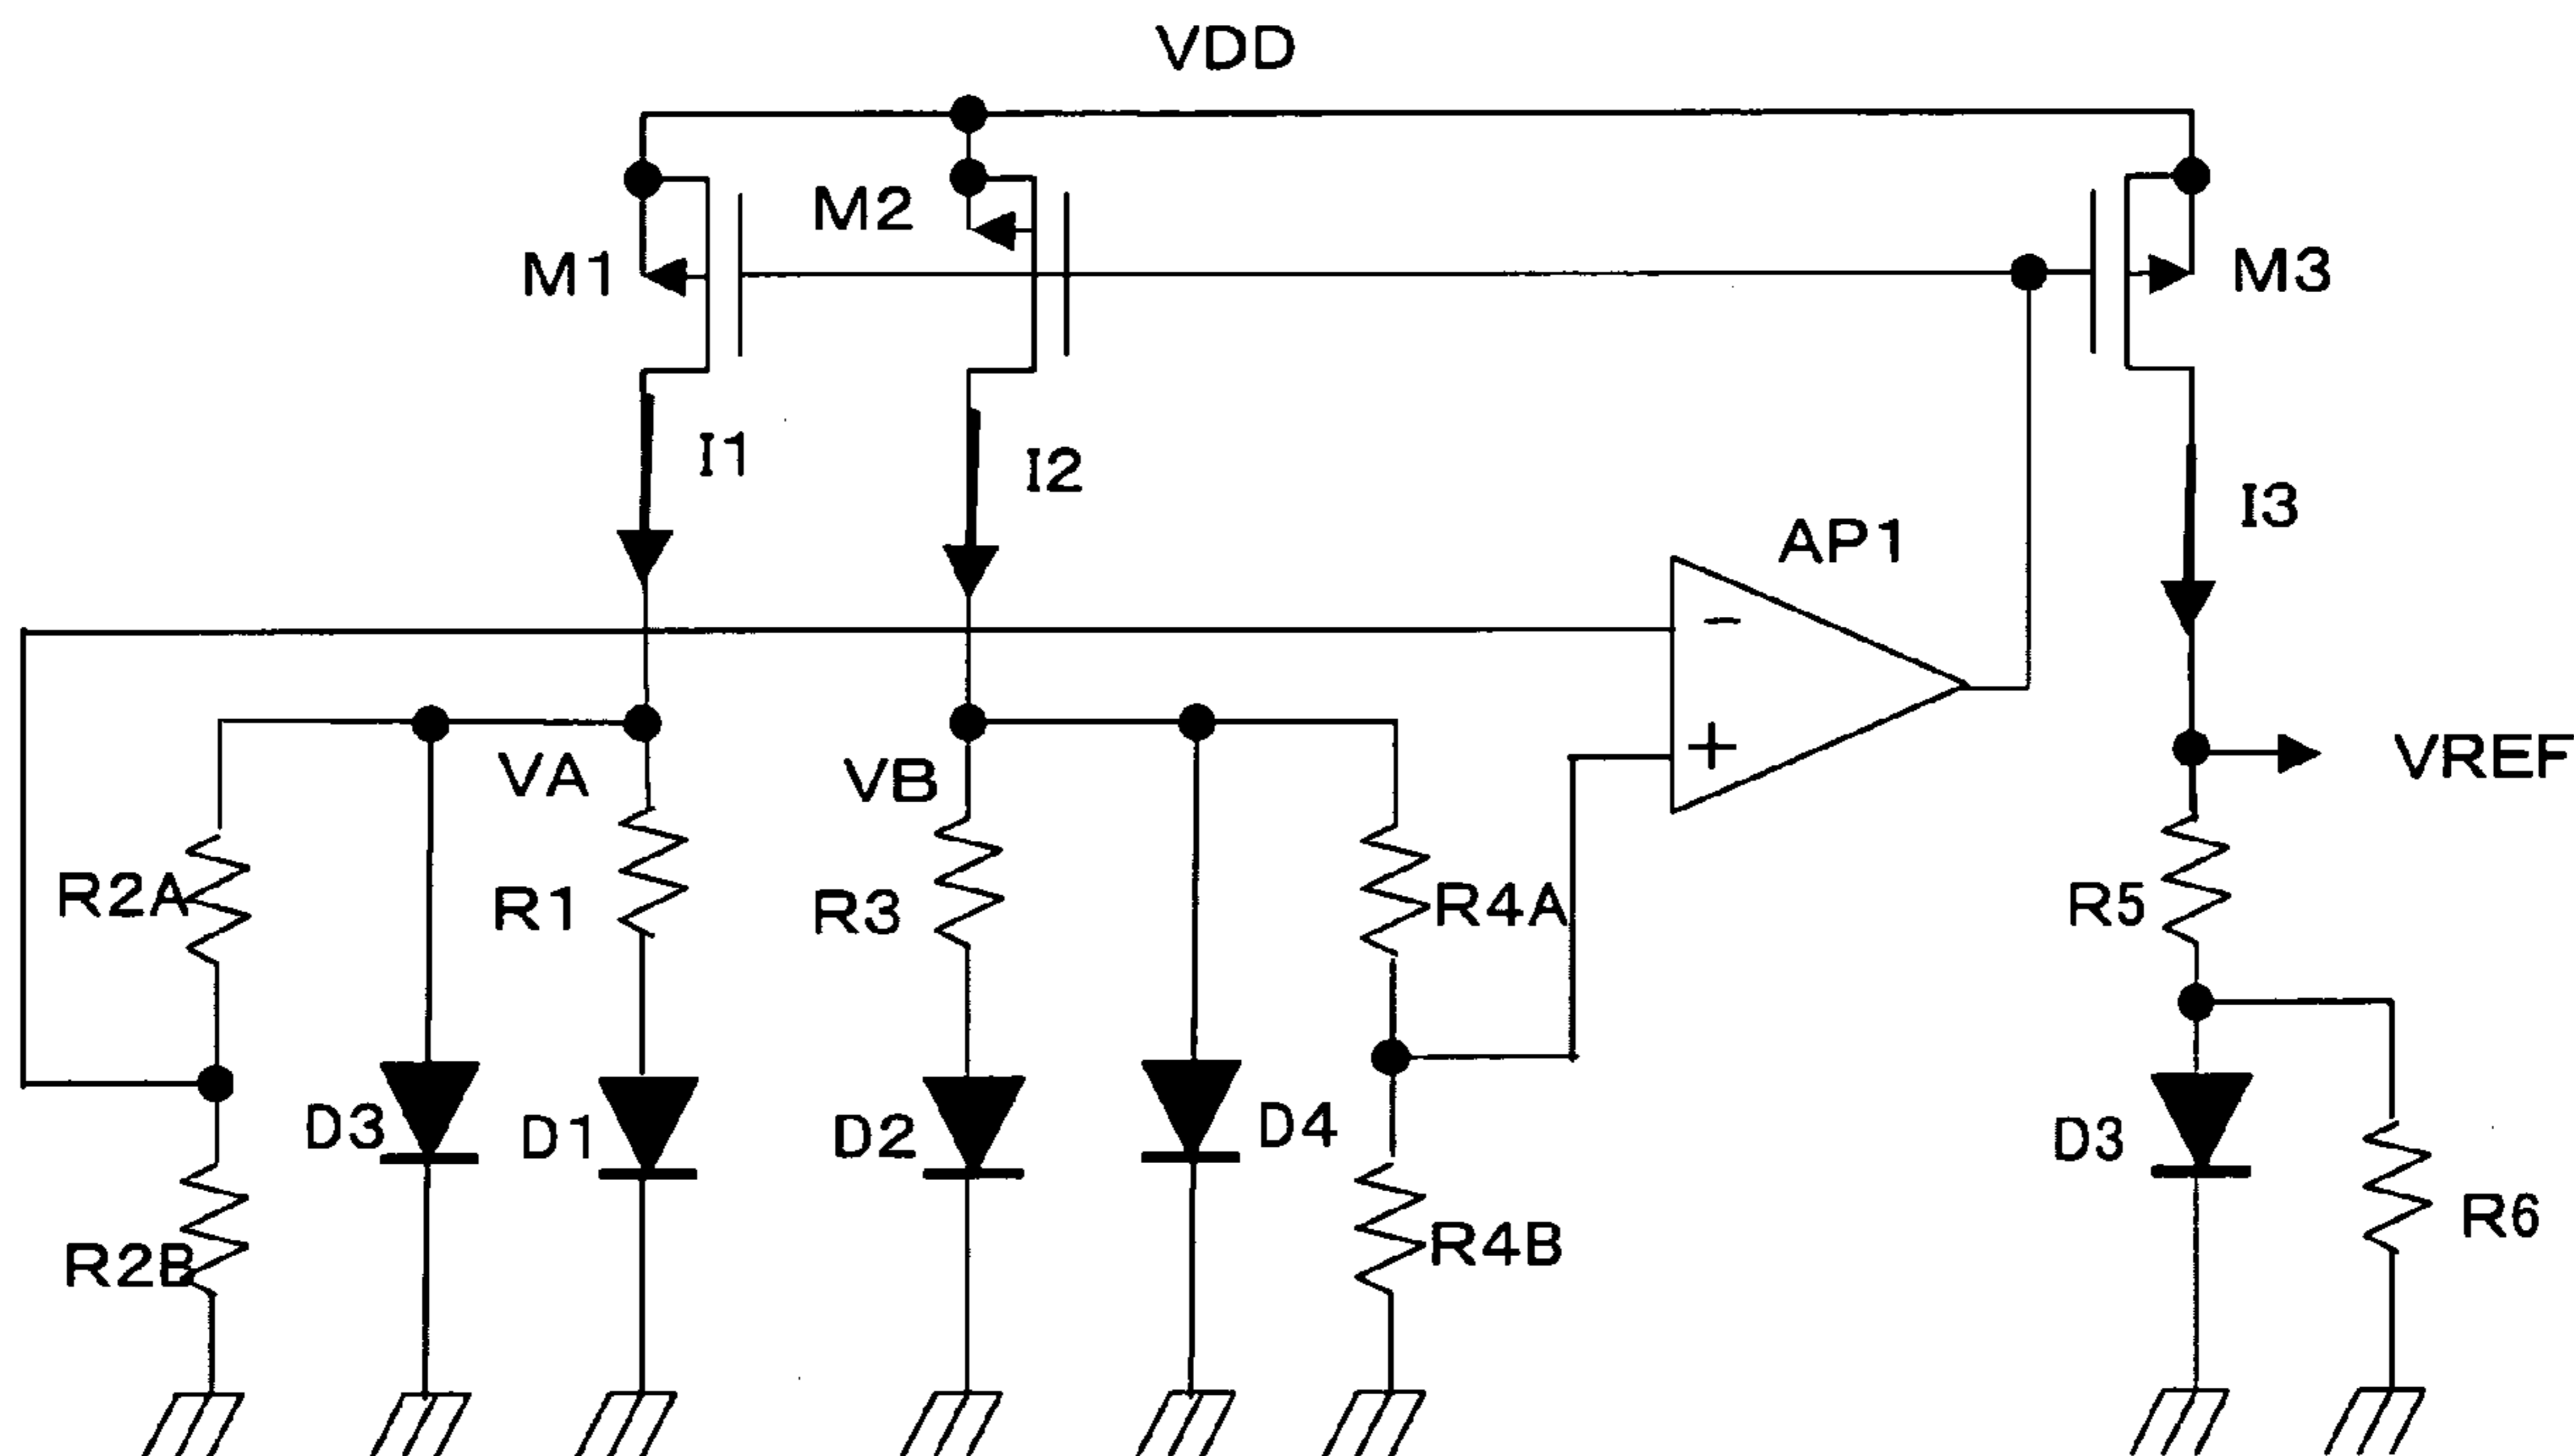 VDD
M1
M2
M3
I1
I2
I3
AP1
-
+
VA
VB
VREF
R2A
R1
R3
R4A
R5
D3
D1
D2
D4
D3
R2B
R4B
R6